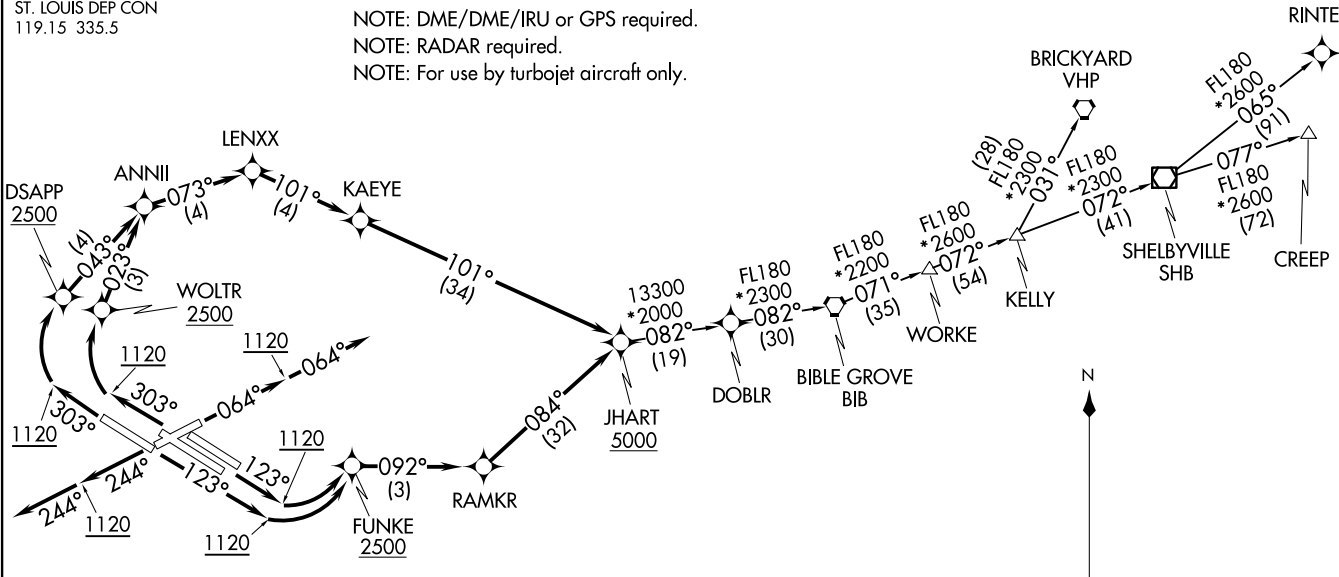 ST. LOUIS DEP CON
119.15 335.5
NOTE: DME/DME/IRU or GPS required.
NOTE: RADAR required.
NOTE: For use by turbojet aircraft only.
RINTE
BRICKYARD
VHP
FL180
*2600
065°
(91)
077°
FL180
*2600
(72)
CREEP
(28)
FL180
*2300
031°
FL180
*2300
072°
(41)
SHELBYVILLE
SHB
LENXX
ANNII
073°
(4)
101°
(4)
KAEYE
DSAPP
2500
043°
(4)
023°
(3)
WOLTR
2500
101°
(34)
13300
*2000
082°
(19)
FL180
*2300
082°
(30)
FL180
*2200
071°
(35)
FL180
*2600
072°
(54)
KELLY
WORKE
BIBLE GROVE
BIB
DOBLR
JHART
5000
084°
(32)
N
1120
303°
1120
303°
1120
064°
064°
1120
244°
244°
1120
123°
1120
123°
1120
092°
(3)
FUNKE
2500
RAMKR